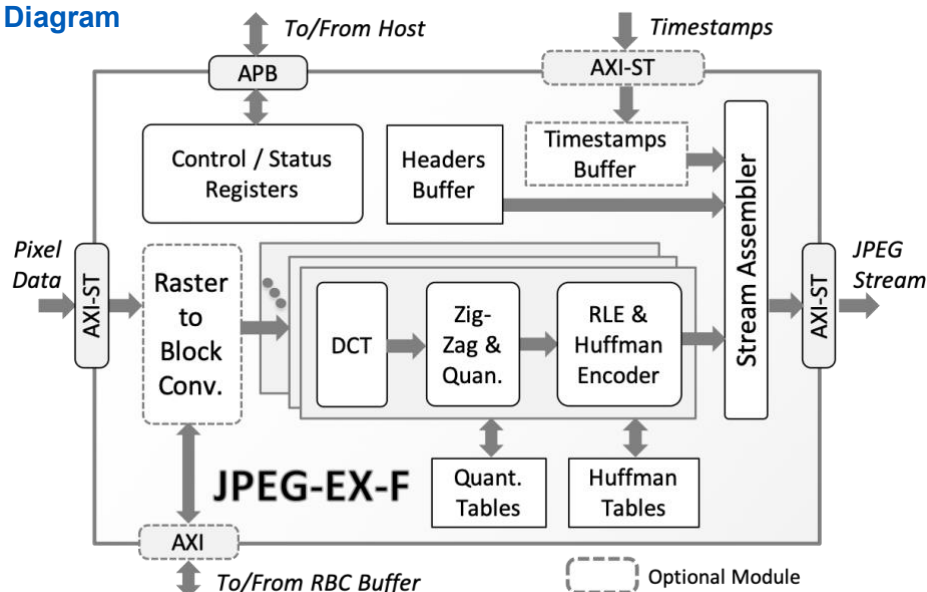 Diagram
To/From Host
Timestamps
APB
AXI-ST
Control / Status
Registers
Headers
Buffer
Timestamps
Buffer
Stream Assembler
Pixel
Data
AXI-ST
Raster
to
Block
Conv.
DCT
Zig-
Zag &
Quan.
RLE &
Huffman
Encoder
AXI-ST
JPEG
Stream
JPEG-EX-F
Quant.
Tables
Huffman
Tables
AXI
To/From RBC Buffer
Optional Module